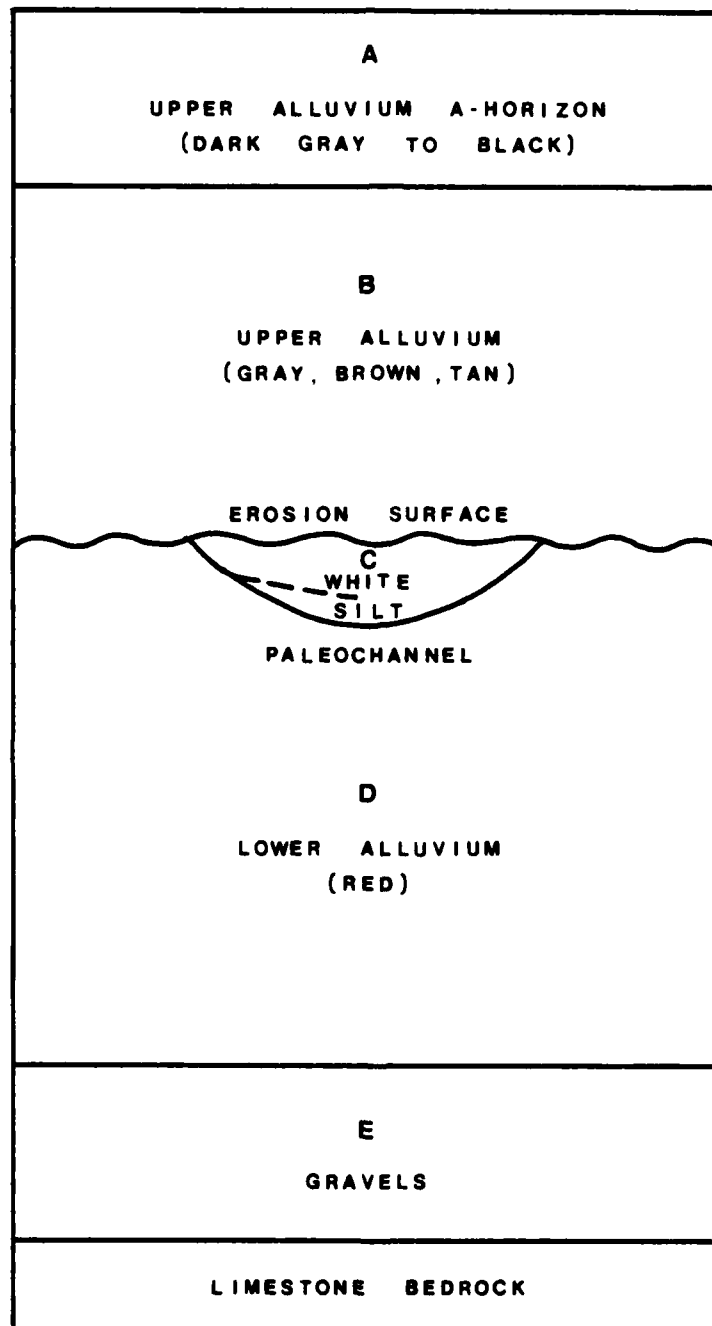 A
UPPER ALLUVIUM A-HORIZON
(DARK GRAY TO BLACK)
B
UPPER ALLUVIUM
(GRAY, BROWN, TAN)
EROSION SURFACE
C
WHITE
SILT
PALEOCHANNEL
D
LOWER ALLUVIUM
(RED)
E
GRAVELS
LIMESTONE BEDROCK